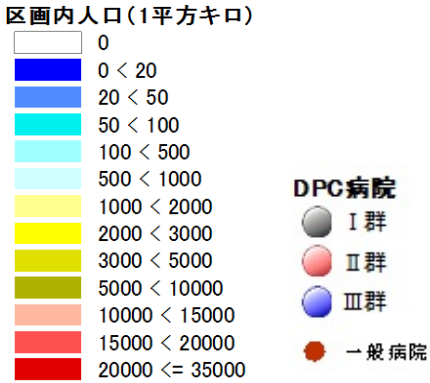 区画内人口(1平方キロ)
0
0 < 20
20 < 50
50 < 100
100 < 500
500 < 1000
1000 < 2000
2000 < 3000
3000 < 5000
5000 < 10000
10000 < 15000
15000 < 20000
20000 <= 35000
DPC病院
Ⅰ群
Ⅱ群
Ⅲ群
一般病院